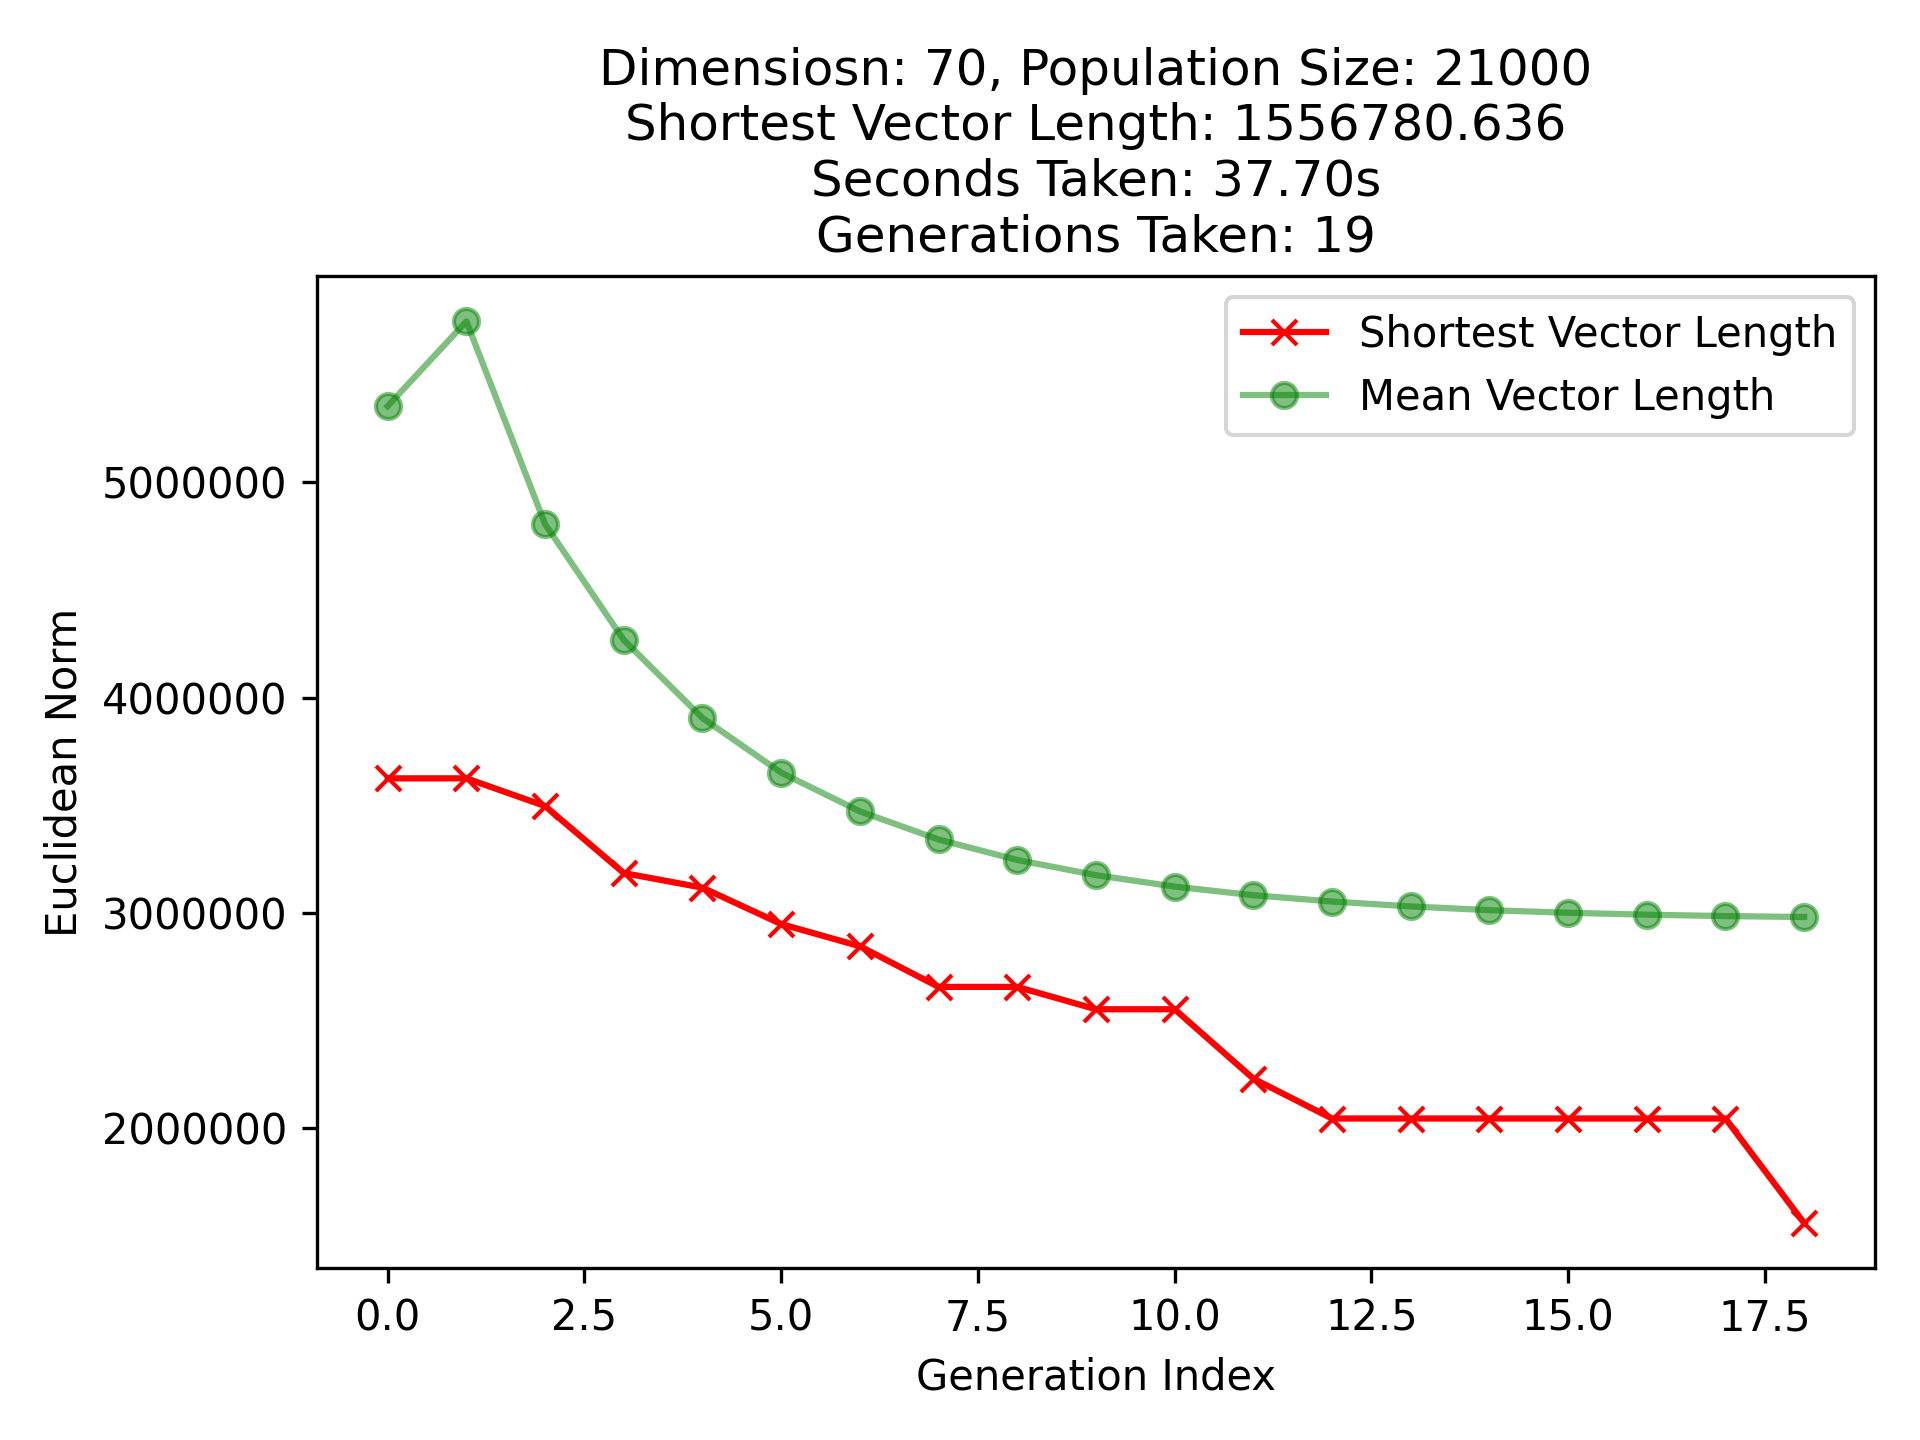 Dimensiosn: 70, Population Size: 21000
Shortest Vector Length: 1556780.636
Seconds Taken: 37.70s
Generations Taken: 19
Shortest Vector Length
Mean Vector Length
Euclidean Norm
5000000
4000000
3000000
2000000
0.0 2.5 5.0 7.5 10.0 12.5 15.0 17.5
Generation Index